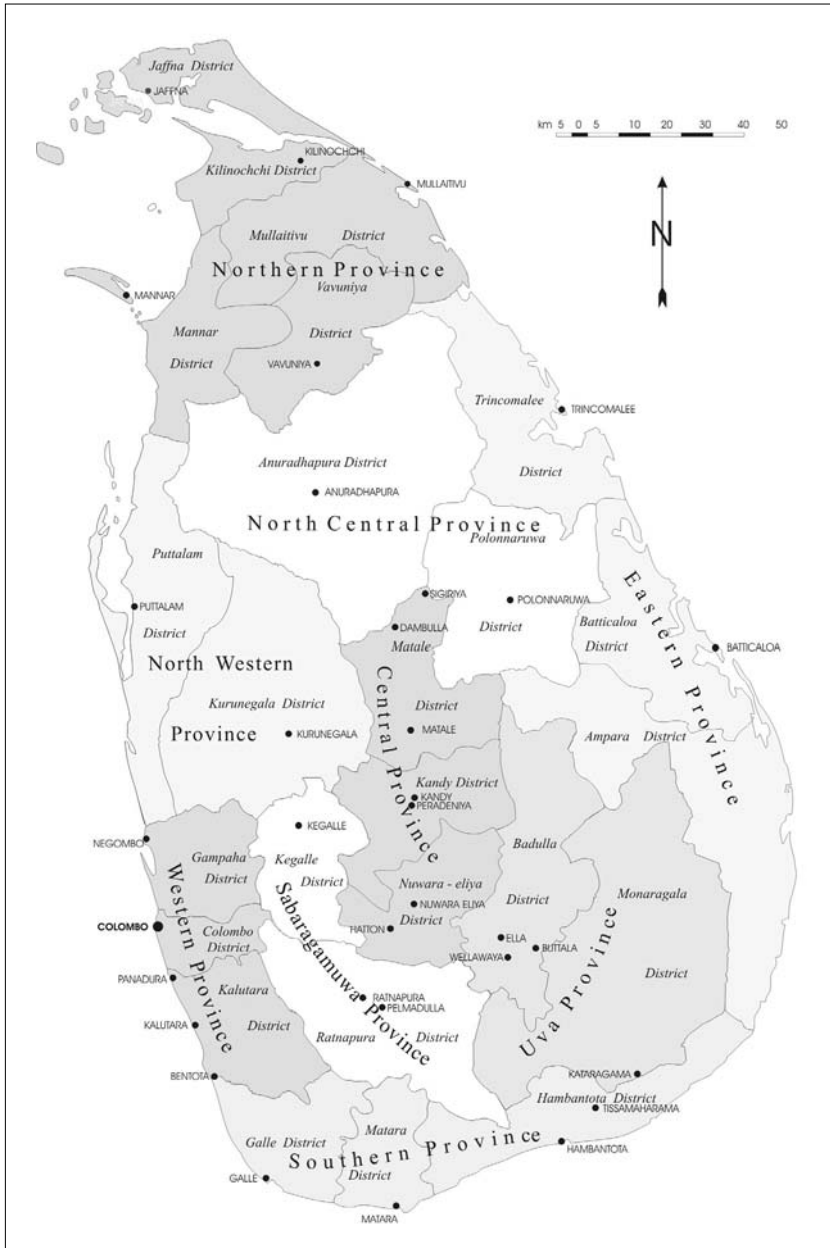 Jaffna District
JAFFNA
km 5 0 5 10 20 30 40 50
KILINOCHCHI
Kilinochchi District
MULLAITIVU
N
Mullaitivu District
Northern Province
Vavuniya
MANNAR
Mannar
District
District
VAVUNIYA
Trincomalee
TRINCOMALEE
Anuradhapura District
District
ANURADHAPURA
North Central Province
Polonnaruwa
Puttalam
Eastern Province
SIGIRIYA
POLONNARUWA
PUTTALAM
District
DAMBULLA
Batticaloa
District
District
Matale
BATTICALOA
North Western
Central Province
Kurunegala District
District
Province
KURUNEGALA
MATALE
Ampara District
Kandy District
KANDY
PERADENIYA
KEGALLE
NEGOMBO
Badulla
Gampaha
District
Kegalle
District
Western Province
Nuwara - eliya
District
Monaragala
Sabaragamuwa Province
District
NUWARA ELIYA
COLOMBO
Colombo
District
HATTON
ELLA
BUTTALA
WELLAWAYA
Uva Province
District
PANADURA
Kalutara
District
RATNAPURA
PELMADULLA
KALUTARA
Ratnapura District
BENTOTA
KATARAGAMA
Hambantota District
TISSAMAHARAMA
Matara
Galle District
Southern Province
HAMBANTOTA
District
GALLE
MATARA